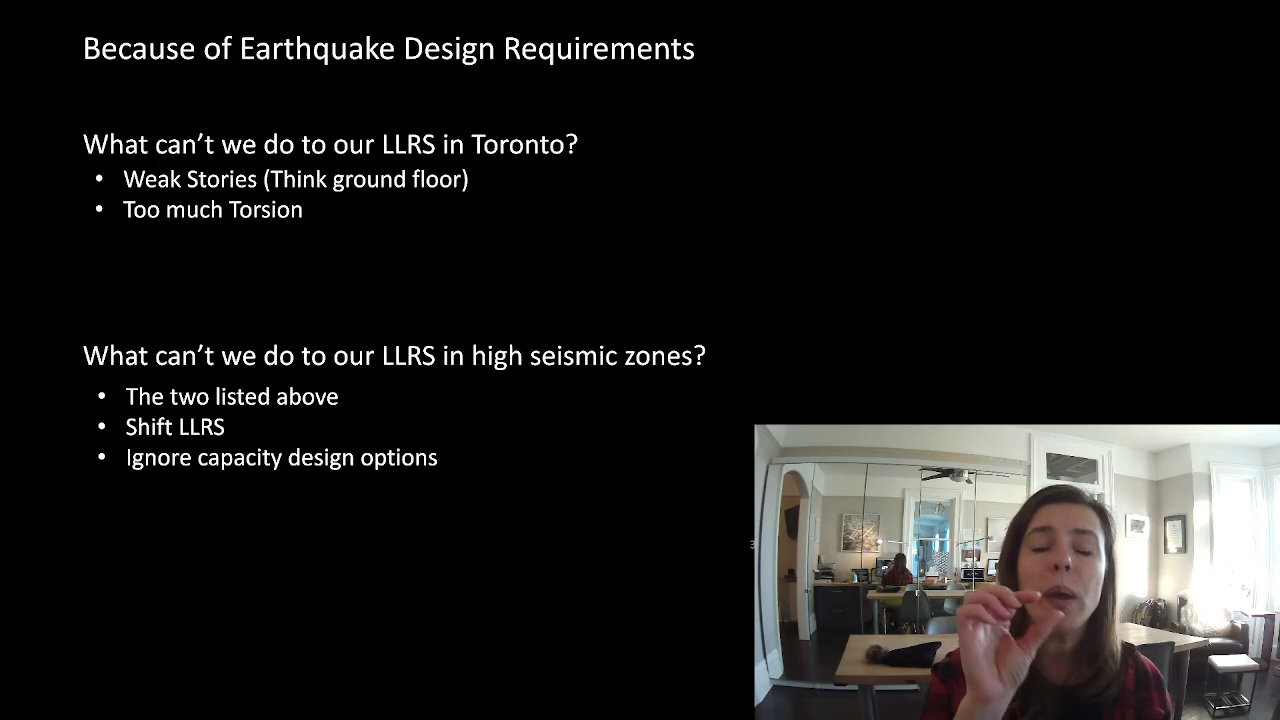 Because of Earthquake Design Requirements
What can't we do to our LLRS in Toronto?
• Weak Stories (Think ground floor)
• Too much Torsion
What can't we do to our LLRS in high seismic zones?
• The two listed above
• Shift LLRS
• Ignore capacity design options